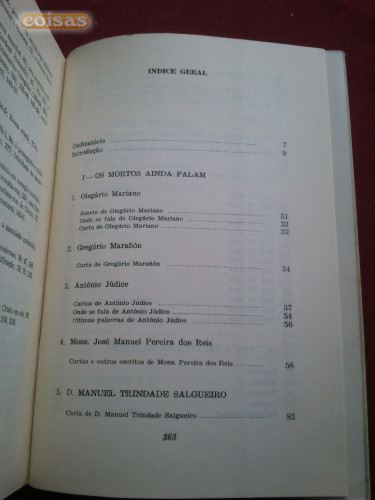 coisas
INDICE GERAL
Dedicatória 7
Introdução 9
I — OS MORTOS AINDA FALAM
1. Olegário Mariano
Soneto de Olegário Mariano 31
Onde se fala de Olegário Mariano 32
Carta de Olegário Mariano 32
2. Gregório Marañón
Carta de Gregório Marañón 34
3. António Júdice
Cartas de António Júdice 37
Onde se fala de António Júdice 54
Últimas palavras de António Júdice 56
4. Mons. José Manuel Pereira dos Reis
Cartas e outros escritos de Mons. Pereira dos Reis 58
5. D. MANUEL TRINDADE SALGUEIRO
Carta de D. Manuel Trindade Salgueiro 83
363